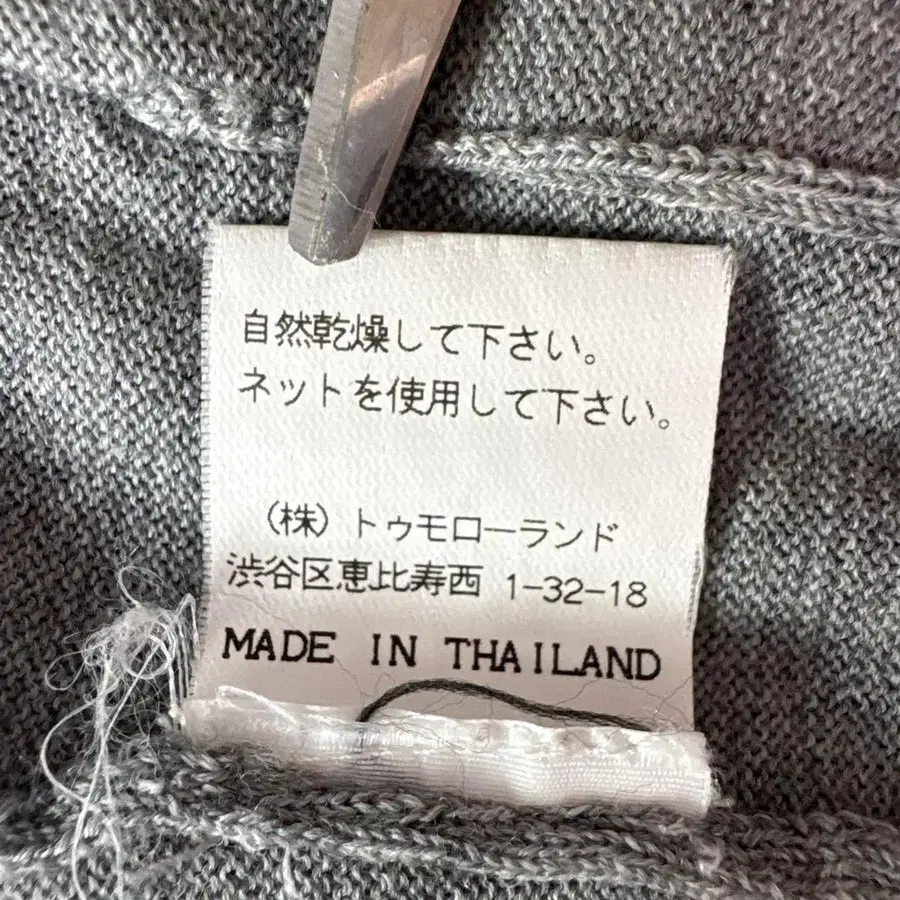 自然乾燥して下さい。
ネットを使用して下さい。
（株）トゥモローランド
渋谷区恵比寿西 1-32-18
MADE IN THAILAND